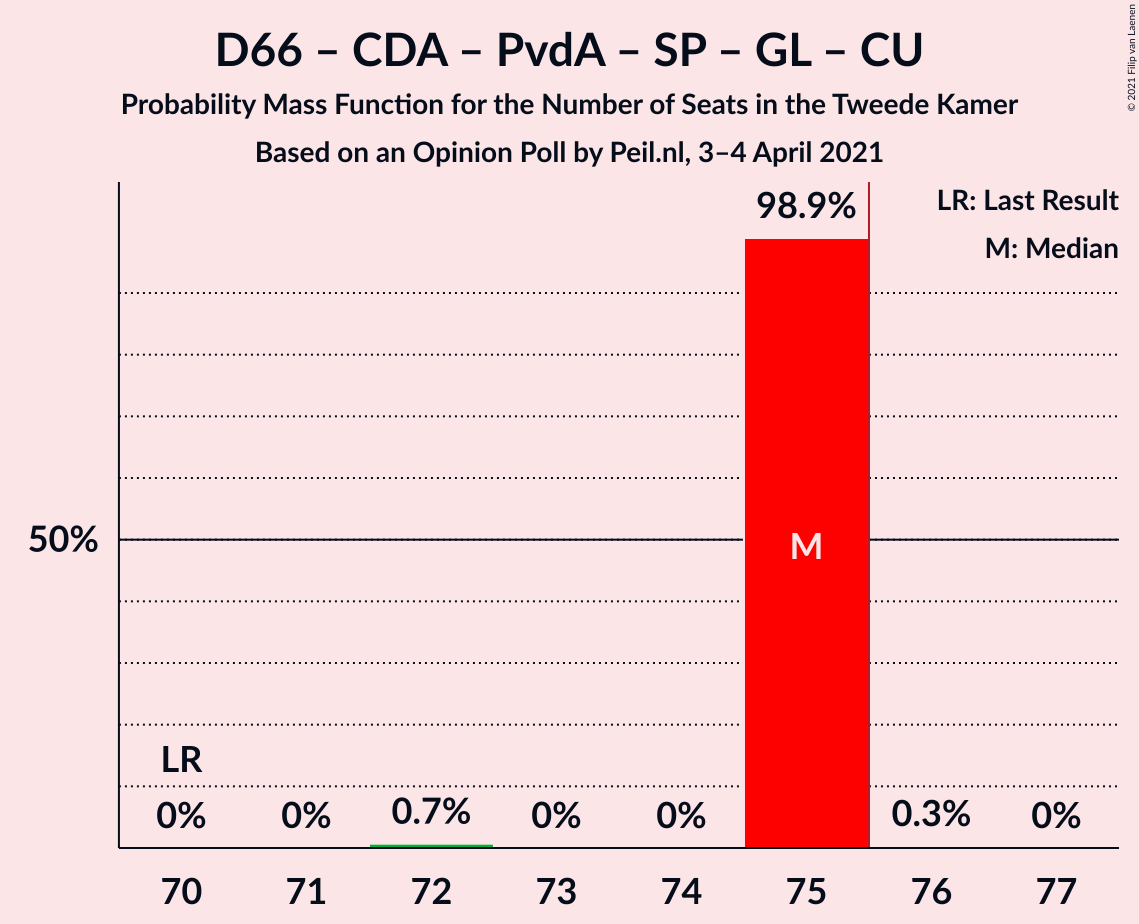 D66 – CDA – PvdA – SP – GL – CU
Probability Mass Function for the Number of Seats in the Tweede Kamer
Based on an Opinion Poll by Peil.nl, 3–4 April 2021
© 2021 Filip van Laenen
LR: Last Result
M: Median
98.9%
50%
M
LR
0% 0% 0.7% 0% 0% 0.3% 0%
70 71 72 73 74 75 76 77